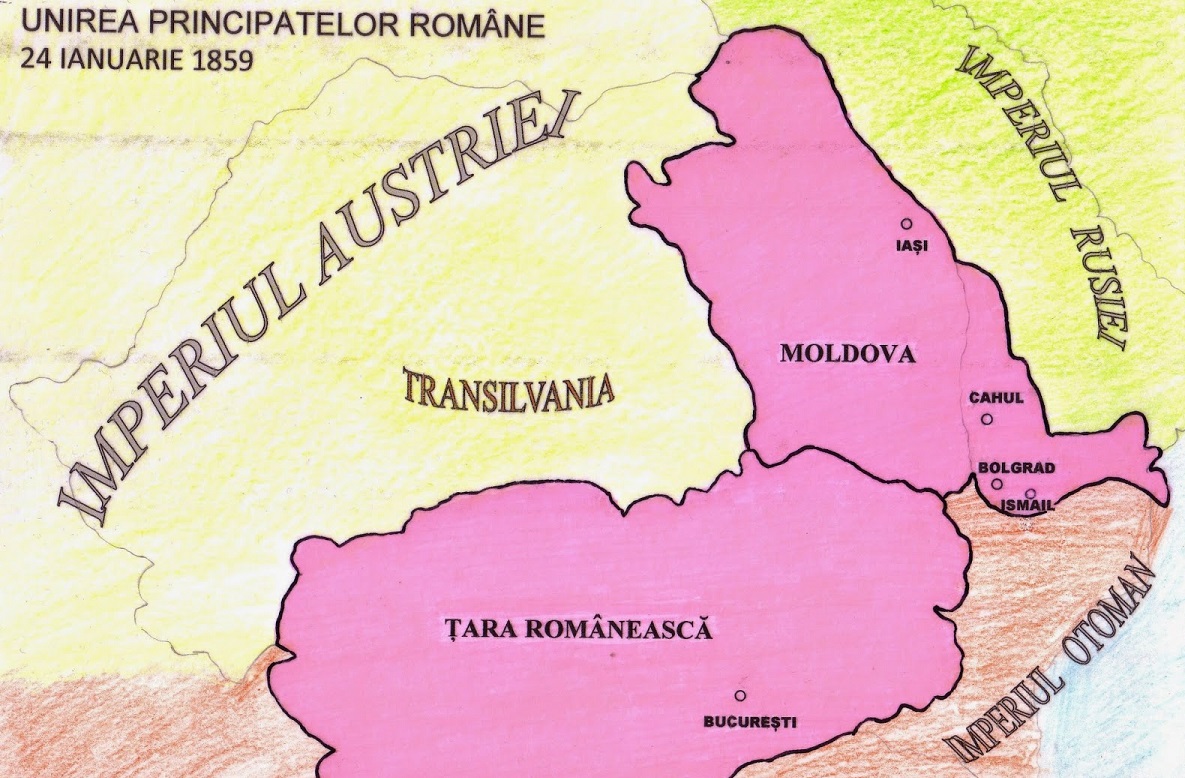 UNIREA PRINCIPATELOR ROMÂNE
24 IANUARIE 1859
IMPERIUL AUSTRIEI
IMPERIUL RUSIEI
IAȘI
MOLDOVA
TRANSILVANIA
CAHUL
BOLGRAD
ISMAIL
ȚARA ROMÂNEASCĂ
IMPERIUL OTOMAN
BUCUREȘTI